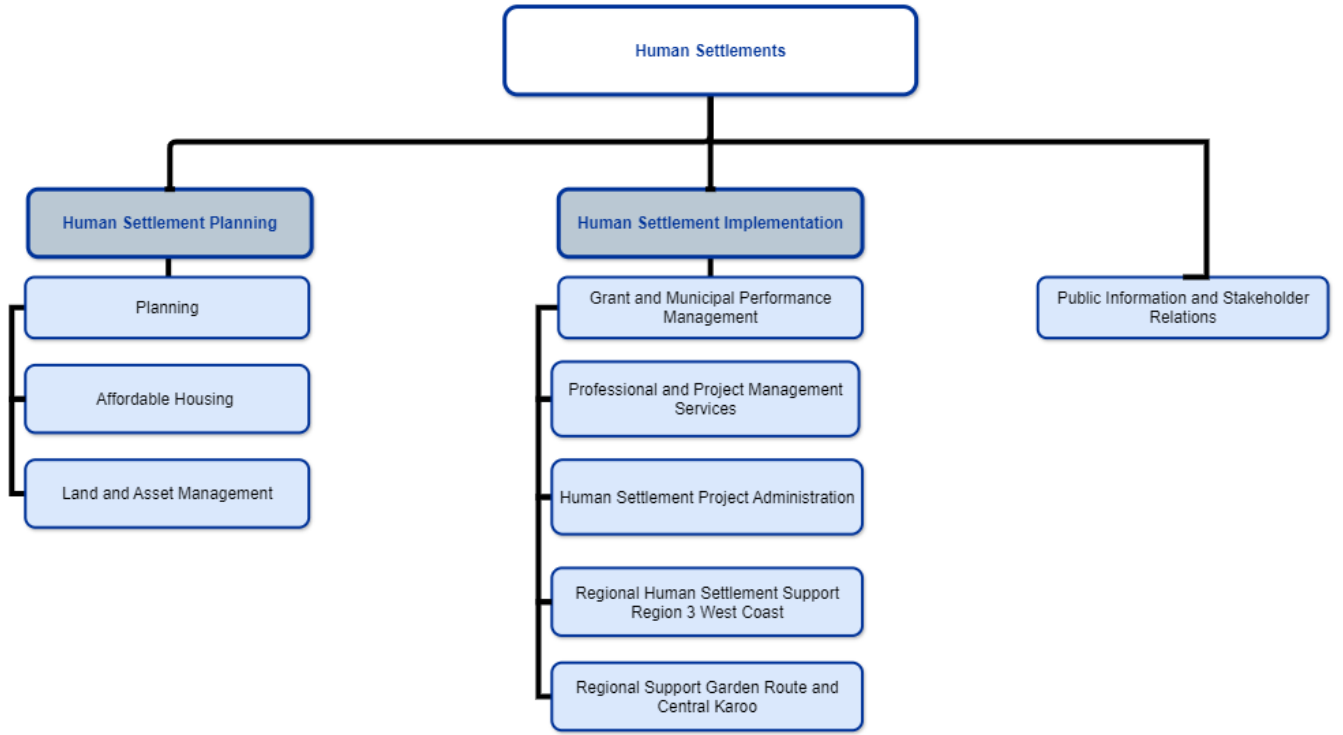 Human Settlements
Human Settlement Planning
Planning
Affordable Housing
Land and Asset Management
Human Settlement Implementation
Grant and Municipal Performance
Management
Professional and Project Management
Services
Human Settlement Project Administration
Regional Human Settlement Support
Region 3 West Coast
Regional Support Garden Route and
Central Karoo
Public Information and Stakeholder
Relations